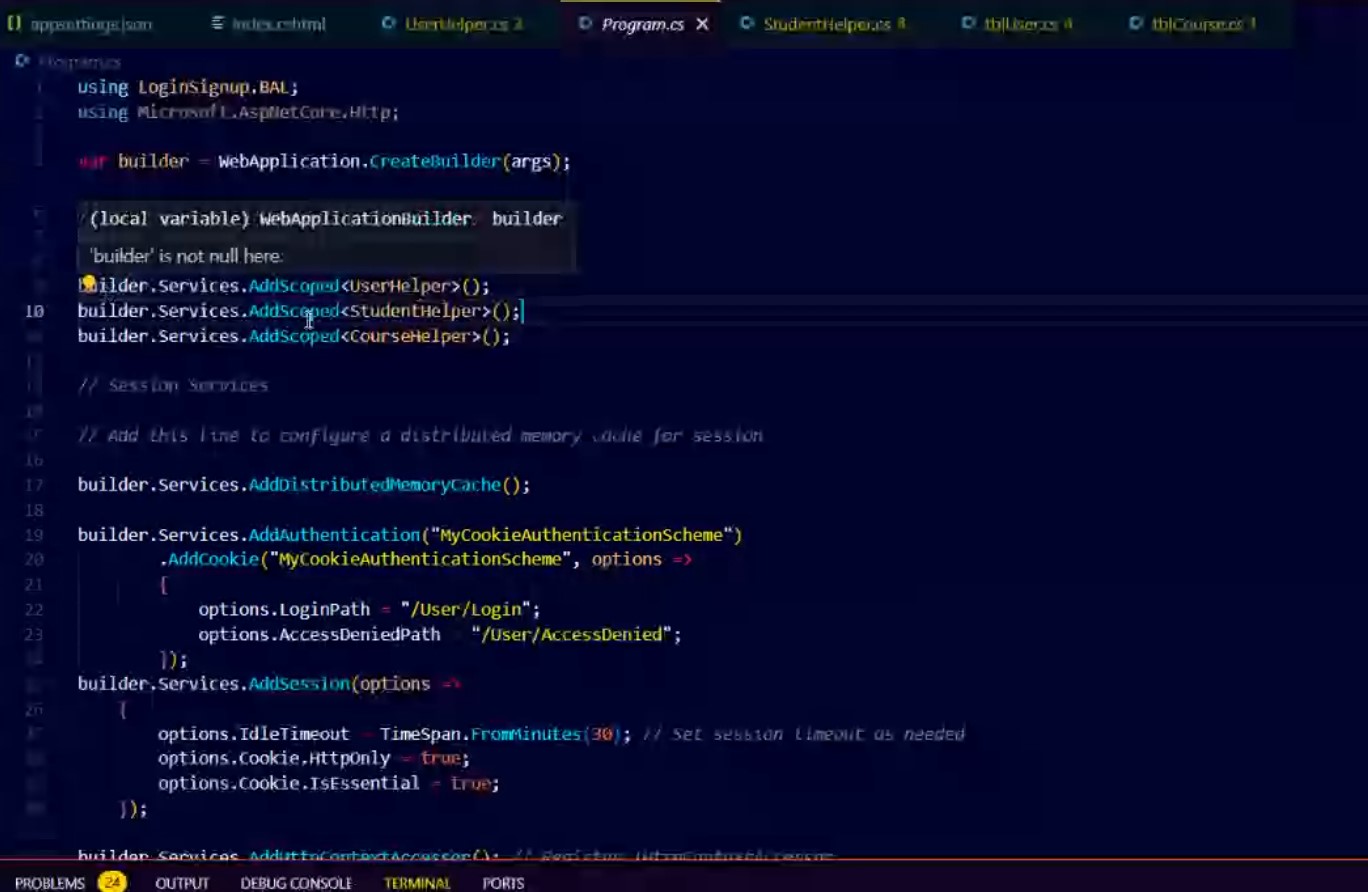 {} appsettings.json index.cshtml UserHelper.cs 2 Program.cs × StudentHelper.cs 8 tblUser.cs 4 tblCourse.cs 1
Program.cs
1 using LoginSignup.BAL;
2 using Microsoft.AspNetCore.Http;
var builder = WebApplication.CreateBuilder(args);
(local variable) WebApplicationBuilder builder
'builder' is not null here.
builder.Services.AddScoped<UserHelper>();
10 builder.Services.AddScoped<StudentHelper>();
builder.Services.AddScoped<CourseHelper>();
// Session Services
// Add this line to configure a distributed memory cache for session
16
17 builder.Services.AddDistributedMemoryCache();
18
19 builder.Services.AddAuthentication("MyCookieAuthenticationScheme")
20 .AddCookie("MyCookieAuthenticationScheme", options =>
21 {
22 options.LoginPath = "/User/Login";
23 options.AccessDeniedPath = "/User/AccessDenied";
});
builder.Services.AddSession(options =>
26 {
options.IdleTimeout = TimeSpan.FromMinutes(30); // Set session timeout as needed
options.Cookie.HttpOnly = true;
options.Cookie.IsEssential = true;
});
builder.Services.AddHttpContextAccessor(); // Register IHttpContextAccessor
PROBLEMS 24 OUTPUT DEBUG CONSOLE TERMINAL PORTS